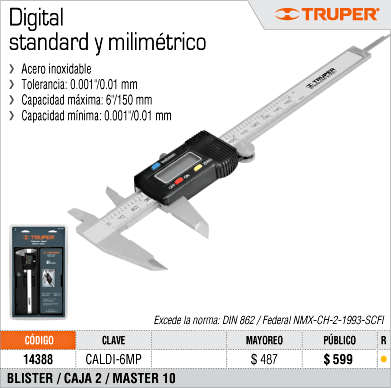 Digital
standard y milimétrico
TRUPER
Acero inoxidable
Tolerancia: 0.001"/0.01 mm
Capacidad máxima: 6"/150 mm
Capacidad mínima: 0.001"/0.01 mm
TRUPER
TRUPER
Excede la norma: DIN 862 / Federal NMX-CH-2-1993-SCFI
CÓDIGO CLAVE MAYOREO PÚBLICO R
14388 CALDI-6MP $ 487 $ 599
BLISTER / CAJA 2 / MASTER 10